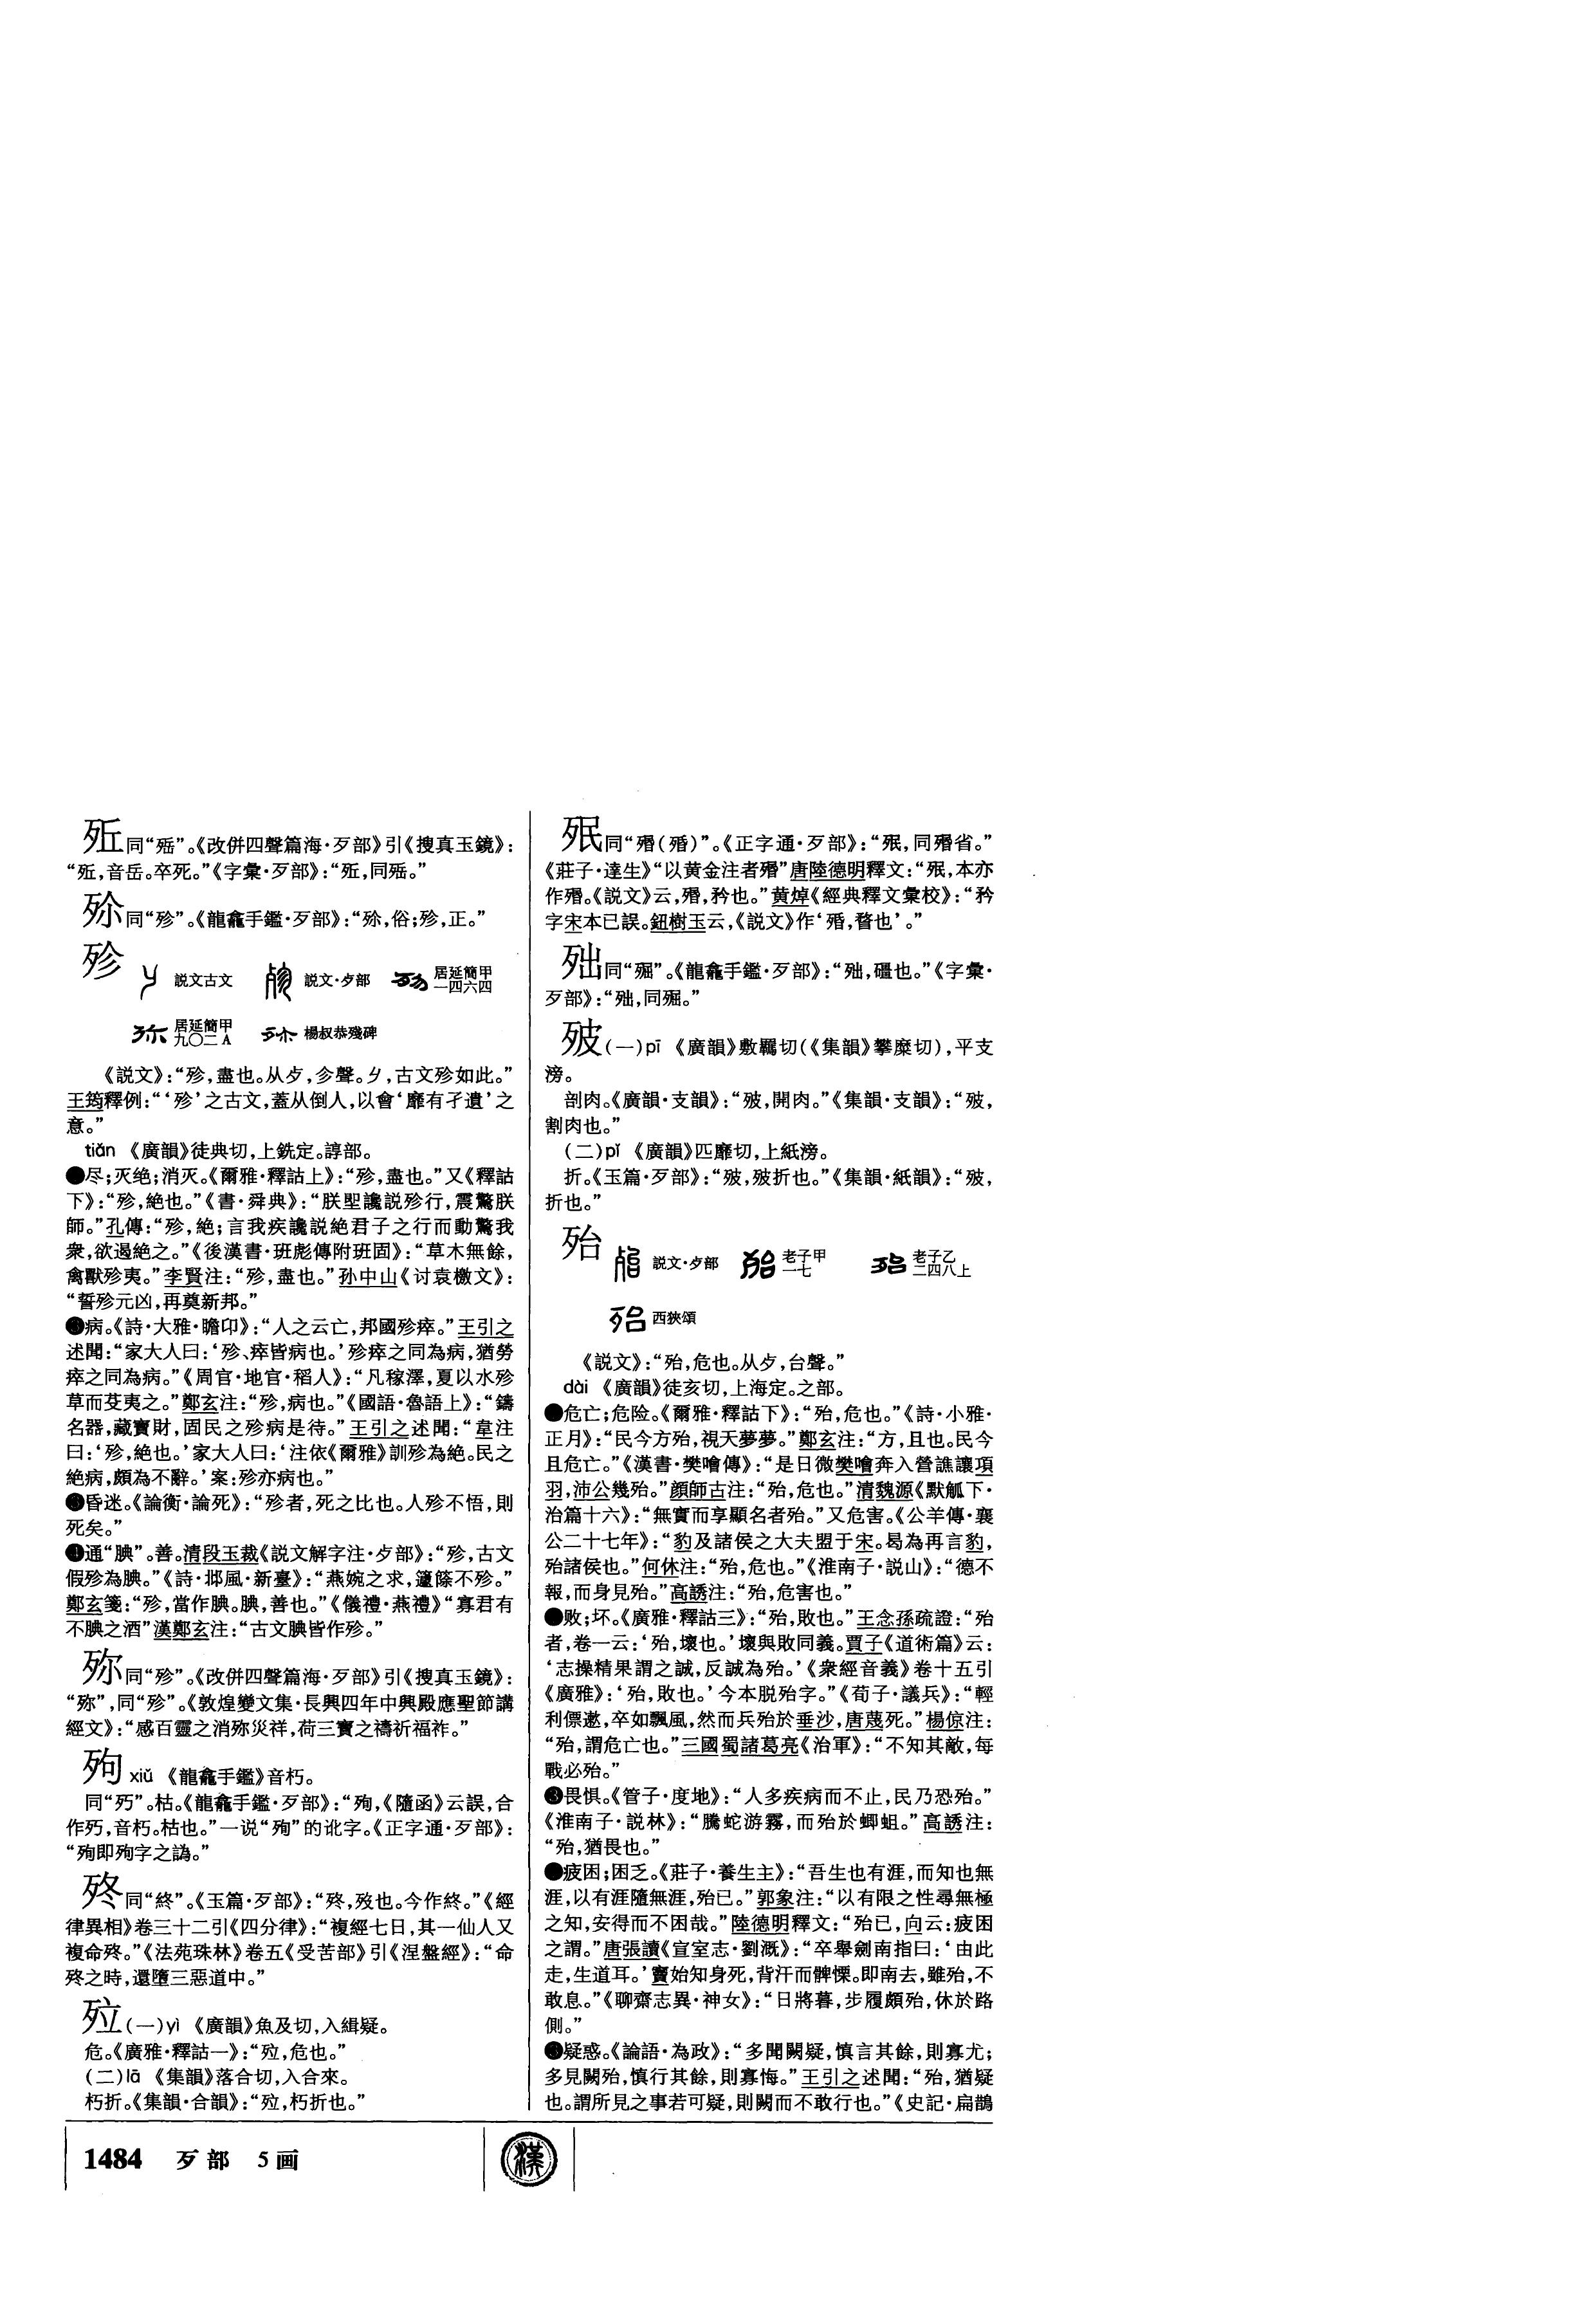 𣧑同“𣨄”。《改併四聲篇海·歹部》引《搜真玉鏡》：
音岳。卒死。”《字彙·歹部》：
同“殄”。《龍龕手鑑·歹部》：“俗；殄，正。”
殄 説文古文 説文·歺部 居延簡甲一四六四
居延簡甲九〇二A 楊叔恭殘碑
《説文》：“殄，盡也。从歺，㐱聲。古文殄如此。”
王筠釋例：“‘殄’之古文，蓋从倒人，以會‘靡有孑遺’之
意。”
tiǎn 《廣韻》徒典切，上銑定。諄部。
●尽；灭绝；消灭。《爾雅·釋詁上》：“殄，盡也。”又《釋詁
下》：“殄，絶也。”《書·舜典》：“朕聖讒説殄行，震驚朕
師。”孔傳：“殄，絶；言我疾讒説絶君子之行而動驚我
衆，欲遏絶之。”《後漢書·班彪傳附班固》：“草木無餘，
禽獸殄夷。”李賢注：“殄，盡也。”孙中山《讨袁檄文》：
“誓殄元凶，再奠新邦。”
病。《詩·大雅·瞻卬》：“人之云亡，邦國殄瘁。”王引之
述聞：“家大人曰：‘殄、瘁皆病也。’殄瘁之同為病，猶勞
瘁之同為病。”《周官·地官·稻人》：“凡稼澤，夏以水殄
草而芟夷之。”鄭玄注：“殄，病也。”《國語·魯語上》：“鑄
名器，藏寶財，固民之殄病是待。”王引之述聞：“韋注
曰：‘殄，絶也。’家大人曰：‘注依《爾雅》訓殄為絶。民之
絶病，頗為不辭。’案：殄亦病也。”
❸昏迷。《論衡·論死》：“殄者，死之比也。人殄不悟，則
死矣。”
❹通“腆”。善。清段玉裁《説文解字注·歺部》：“殄，古文
假殄為腆。”《詩·邶風·新臺》：“燕婉之求，籧篨不殄。”
鄭玄箋：“殄，當作腆。腆，善也。”《儀禮·燕禮》“寡君有
不腆之酒”漢鄭玄注：“古文腆皆作殄。”
同“殄”。《改併四聲篇海·歹部》引《搜真玉鏡》：
同“殄”。《敦煌變文集·長興四年中興殿應聖節講
經文》：“感百靈之消災祥，荷三寶之禱祈福祚。”
xiǔ 《龍龕手鑑》音朽。
同“㱙”。枯。《龍龕手鑑·歹部》：“《隨函》云誤，合
作㱙，音朽。枯也。”一说“殉”的讹字。《正字通·歹部》：
即殉字之譌。”
㱡同“終”。《玉篇·歹部》：“㱡，歿也。今作終。”《經
律異相》卷三十二引《四分律》：“複經七日，其一仙人又
複命㱡。”《法苑珠林》卷五《受苦部》引《涅盤經》：“命
㱡之時，還墮三惡道中。”
㱞(一)yì 《廣韻》魚及切，入緝疑。
危。《廣雅·釋詁一》：“㱞，危也。”
(二)lā 《集韻》落合切，入合來。
朽折。《集韻·合韻》：“㱞，朽折也。”
同“殙”。《正字通·歹部》：“同殙省。”
《莊子·達生》“以黄金注者殙”唐陸德明釋文：“本亦
作殙。《説文》云，殙，矜也。”黄焯《經典釋文彙校》：“矜
字宋本已誤。鈕樹玉云，《説文》作‘殙，瞀也’。”
同。《龍龕手鑑·歹部》：“殭也。”《字彙·
歹部》：
㱟(一)pī 《廣韻》敷羈切(《集韻》攀糜切)，平支
滂。
剖肉。《廣韻·支韻》：“㱟，開肉。”《集韻·支韻》：“㱟，
割肉也。”
(二)pǐ 《廣韻》匹靡切，上紙滂。
折。《玉篇·歹部》：“㱟，㱟折也。”《集韻·紙韻》：“㱟，
折也。”
殆 説文·歺部 老子甲一七 老子乙二四八上
西狹頌
《説文》：“殆，危也。从歺，台聲。”
dài 《廣韻》徒亥切，上海定。之部。
●危亡；危险。《爾雅·釋詁下》：“殆，危也。”《詩·小雅·
正月》：“民今方殆，視天夢夢。”鄭玄注：“方，且也。民今
且危亡。”《漢書·樊噲傳》：“是日微樊噲奔入營譙讓項
羽，沛公幾殆。”顔師古注：“殆，危也。”清魏源《默觚下·
治篇十六》：“無實而享顯名者殆。”又危害。《公羊傳·襄
公二十七年》：“豹及諸侯之大夫盟于宋。曷為再言豹，
殆諸侯也。”何休注：“殆，危也。”《淮南子·説山》：“德不
報，而身見殆。”高誘注：“殆，危害也。”
●败；坏。《廣雅·釋詁三》：“殆，敗也。”王念孫疏證：“殆
者，卷一云：‘殆，壞也。’壞與敗同義。賈子《道術篇》云：
‘志操精果謂之誠，反誠為殆。’《衆經音義》卷十五引
《廣雅》：‘殆，敗也。’今本脱殆字。”《荀子·議兵》：“輕
利僄遬，卒如飄風，然而兵殆於垂沙，唐蔑死。”楊倞注：
“殆，謂危亡也。”三國蜀諸葛亮《治軍》：“不知其敵，每
戰必殆。”
❸畏惧。《管子·度地》：“人多疾病而不止，民乃恐殆。”
《淮南子·説林》：“騰蛇游霧，而殆於蝍蛆。”高誘注：
“殆，猶畏也。”
●疲困；困乏。《莊子·養生主》：“吾生也有涯，而知也無
涯，以有涯隨無涯，殆已。”郭象注：“以有限之性尋無極
之知，安得而不困哉。”陸德明釋文：“殆已，向云：疲困
之謂。”唐張讀《宣室志·劉溉》：“卒舉劍南指曰：‘由此
走，生道耳。’竇始知身死，背汗而髀慄。即南去，雖殆，不
敢息。”《聊齋志異·神女》：“日將暮，步履頗殆，休於路
側。”
疑惑。《論語·為政》：“多聞闕疑，慎言其餘，則寡尤；
多見闕殆，慎行其餘，則寡悔。”王引之述聞：“殆，猶疑
也。謂所見之事若可疑，則闕而不敢行也。”《史記·扁鵲
1484 歹部 5画
漢